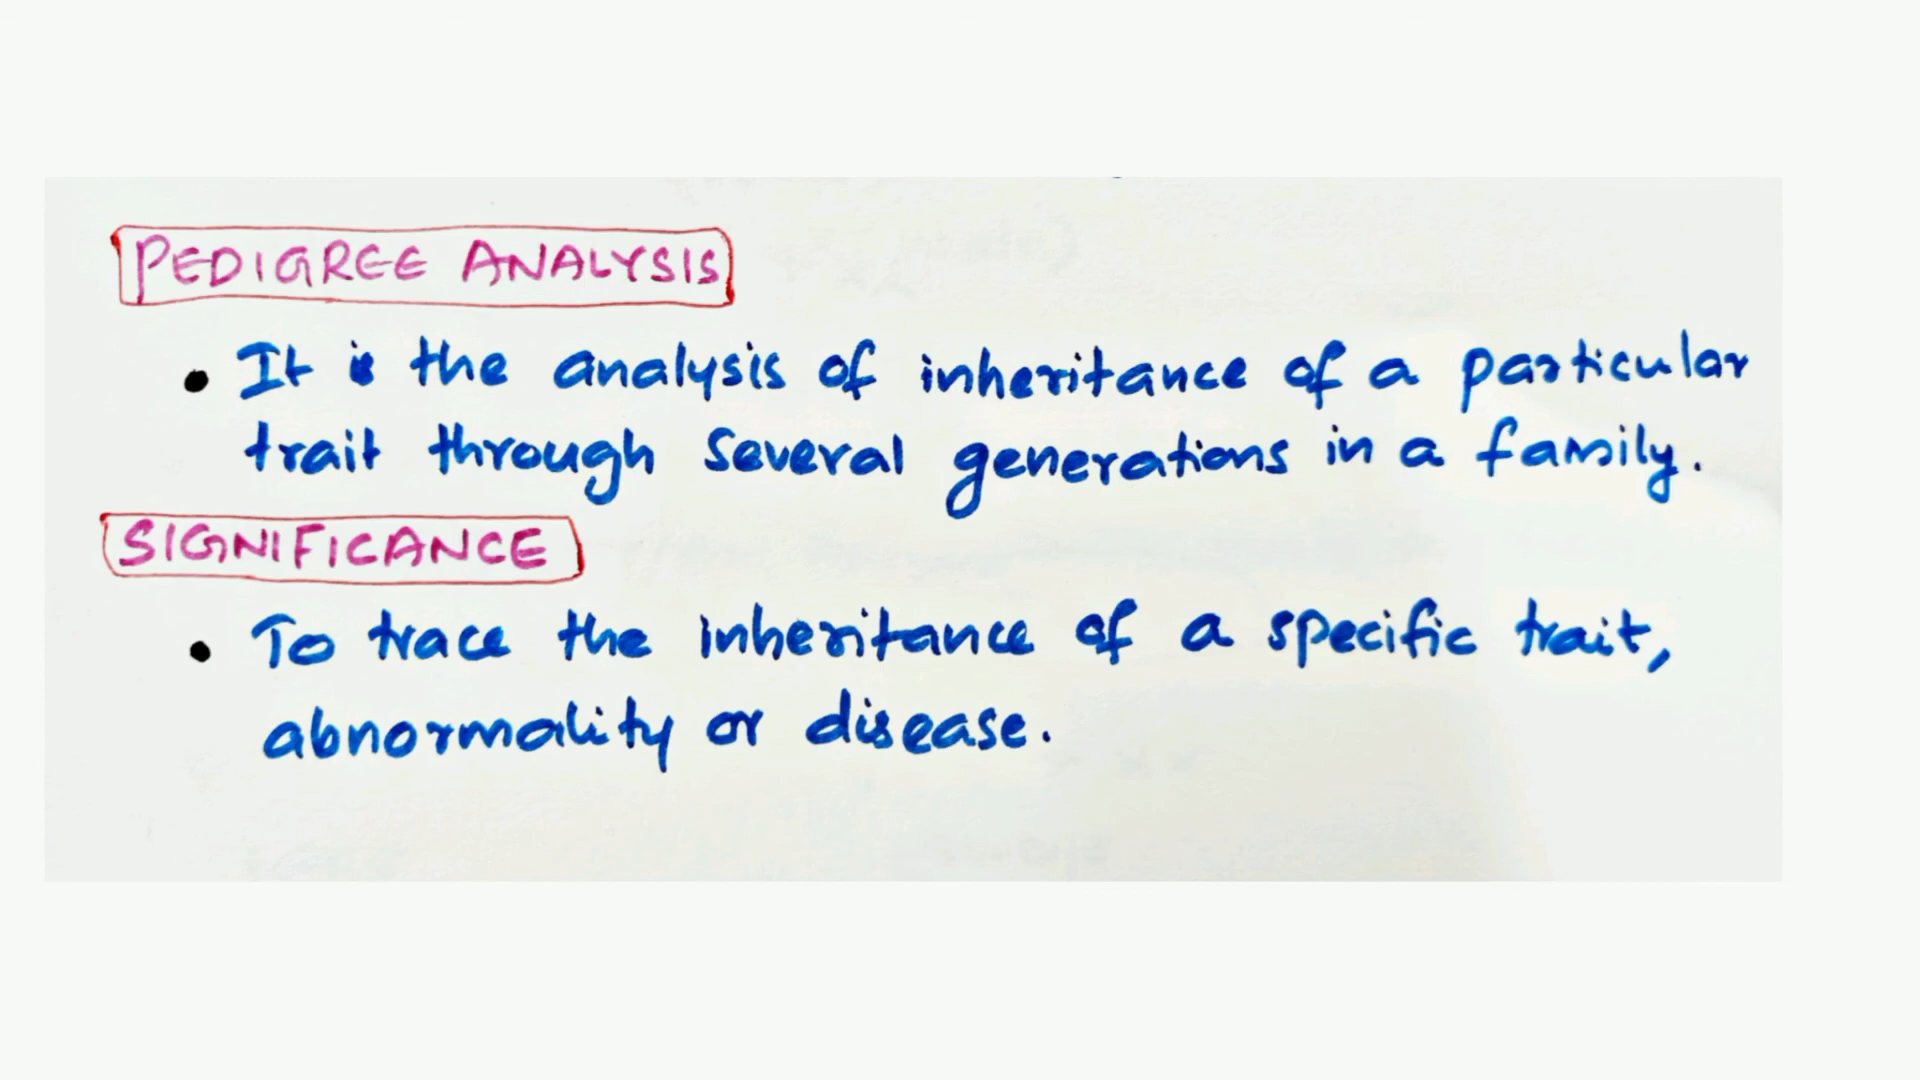 PEDIGREE ANALYSIS
• It is the analysis of inheritance of a particular
trait through several generations in a family.
SIGNIFICANCE
• To trace the inheritance of a specific trait,
abnormality or disease.